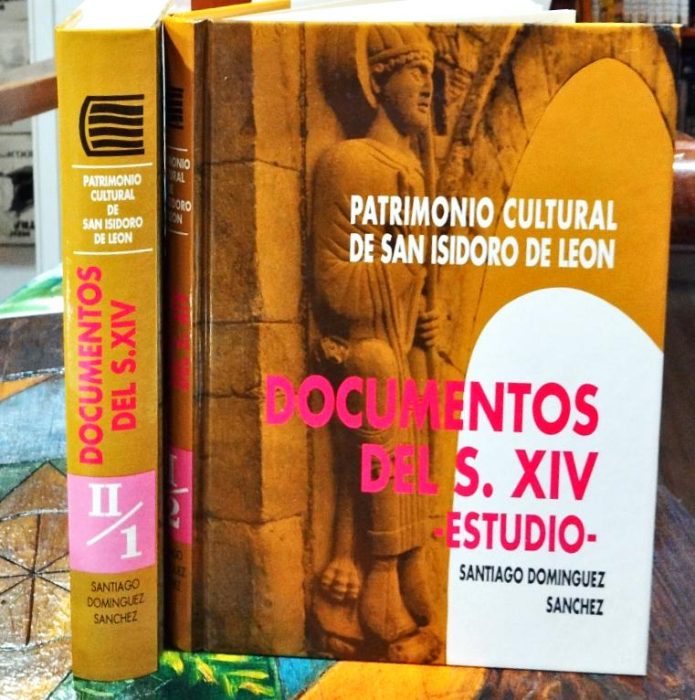 PATRIMONIO
CULTURAL
DE
SAN ISIDORO
DE LEON
DOCUMENTOS
DEL S.XIV
II/1
SANTIAGO
DOMINGUEZ
SANCHEZ
LEON
PATRIMONIO CULTURAL
DE SAN ISIDORO DE LEON
DOCUMENTOS
DEL S. XIV
-ESTUDIO-
SANTIAGO DOMINGUEZ
SANCHEZ